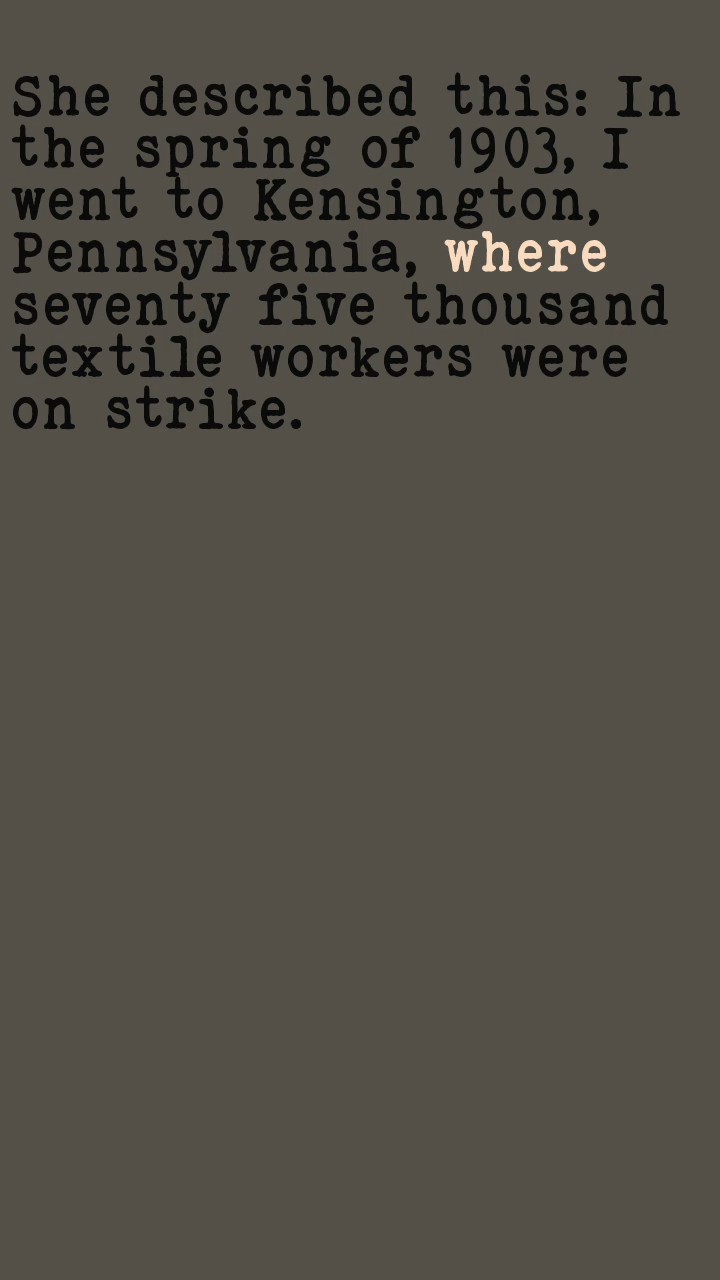 She described this: In
the spring of 1903, I
went to Kensington,
Pennsylvania, where
seventy five thousand
textile workers were
on strike.